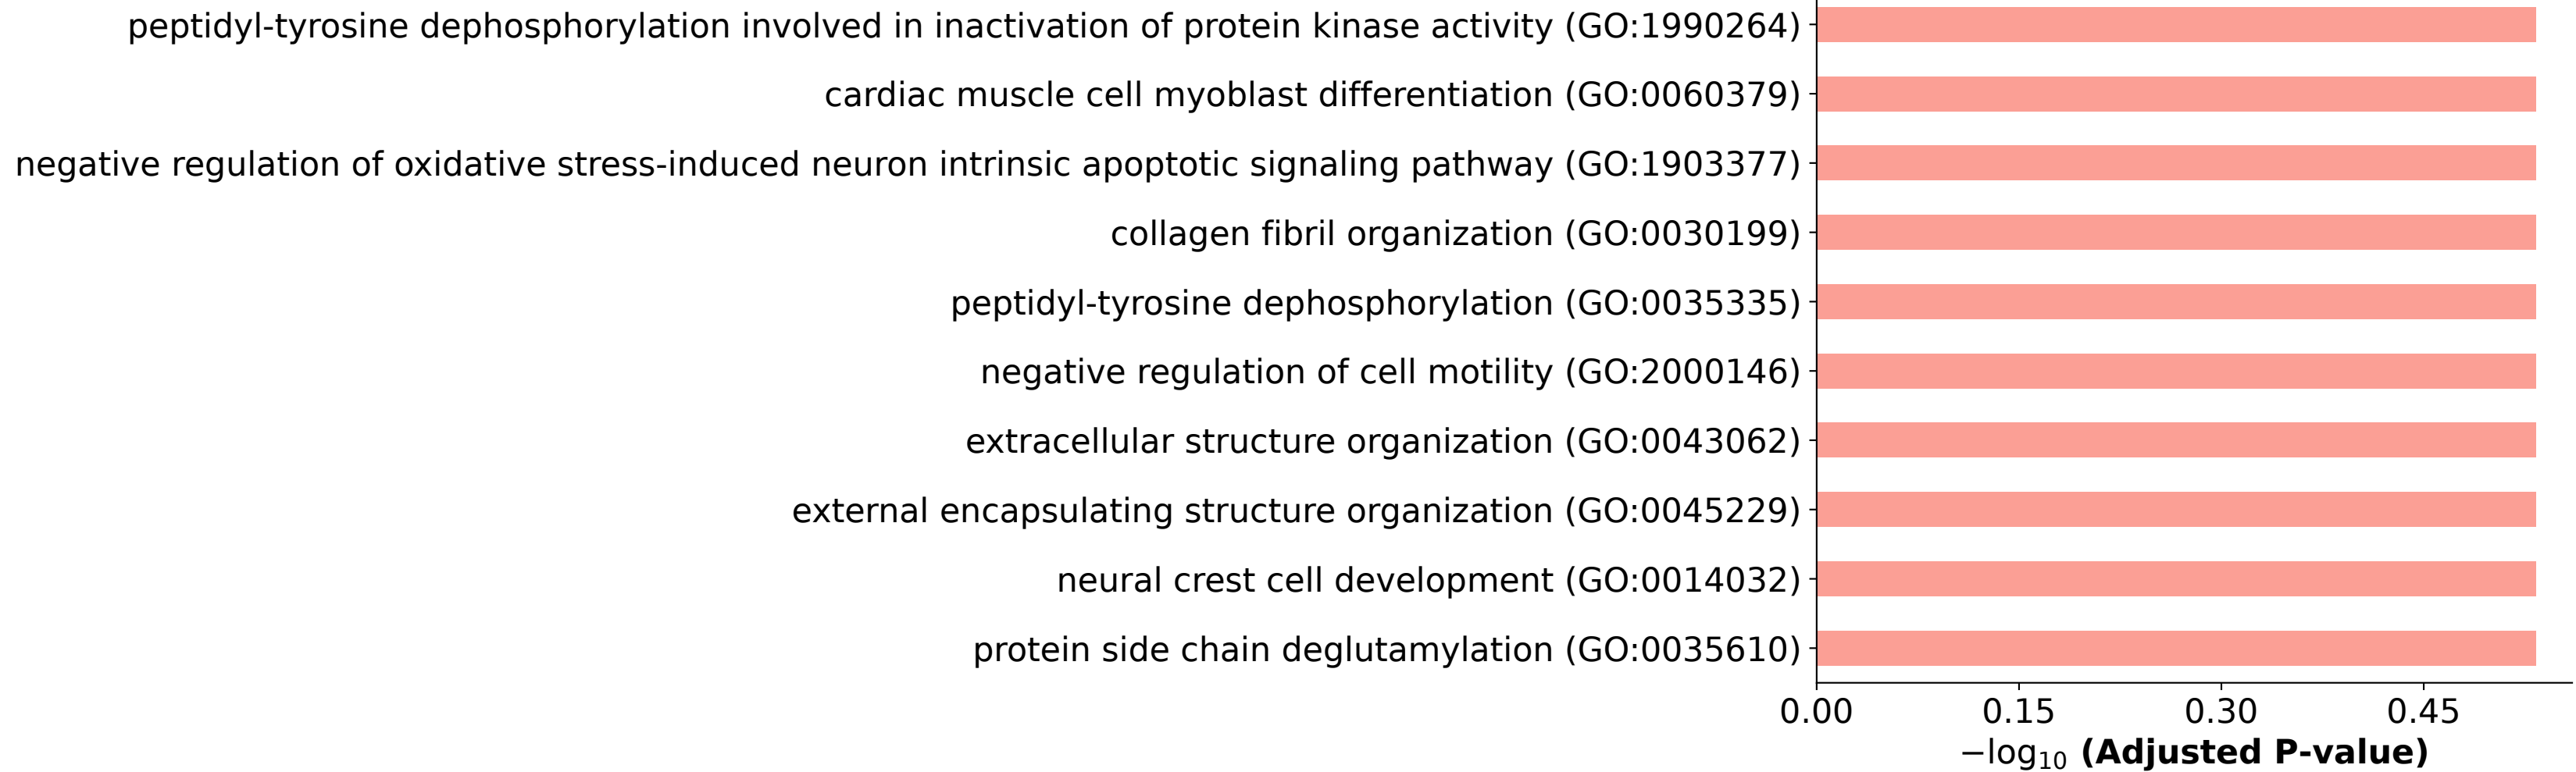 peptidyl-tyrosine dephosphorylation involved in inactivation of protein kinase activity (GO:1990264)
cardiac muscle cell myoblast differentiation (GO:0060379)
negative regulation of oxidative stress-induced neuron intrinsic apoptotic signaling pathway (GO:1903377)
collagen fibril organization (GO:0030199)
peptidyl-tyrosine dephosphorylation (GO:0035335)
negative regulation of cell motility (GO:2000146)
extracellular structure organization (GO:0043062)
external encapsulating structure organization (GO:0045229)
neural crest cell development (GO:0014032)
protein side chain deglutamylation (GO:0035610)
0.00 0.15 0.30 0.45
−log₁₀ (Adjusted P-value)